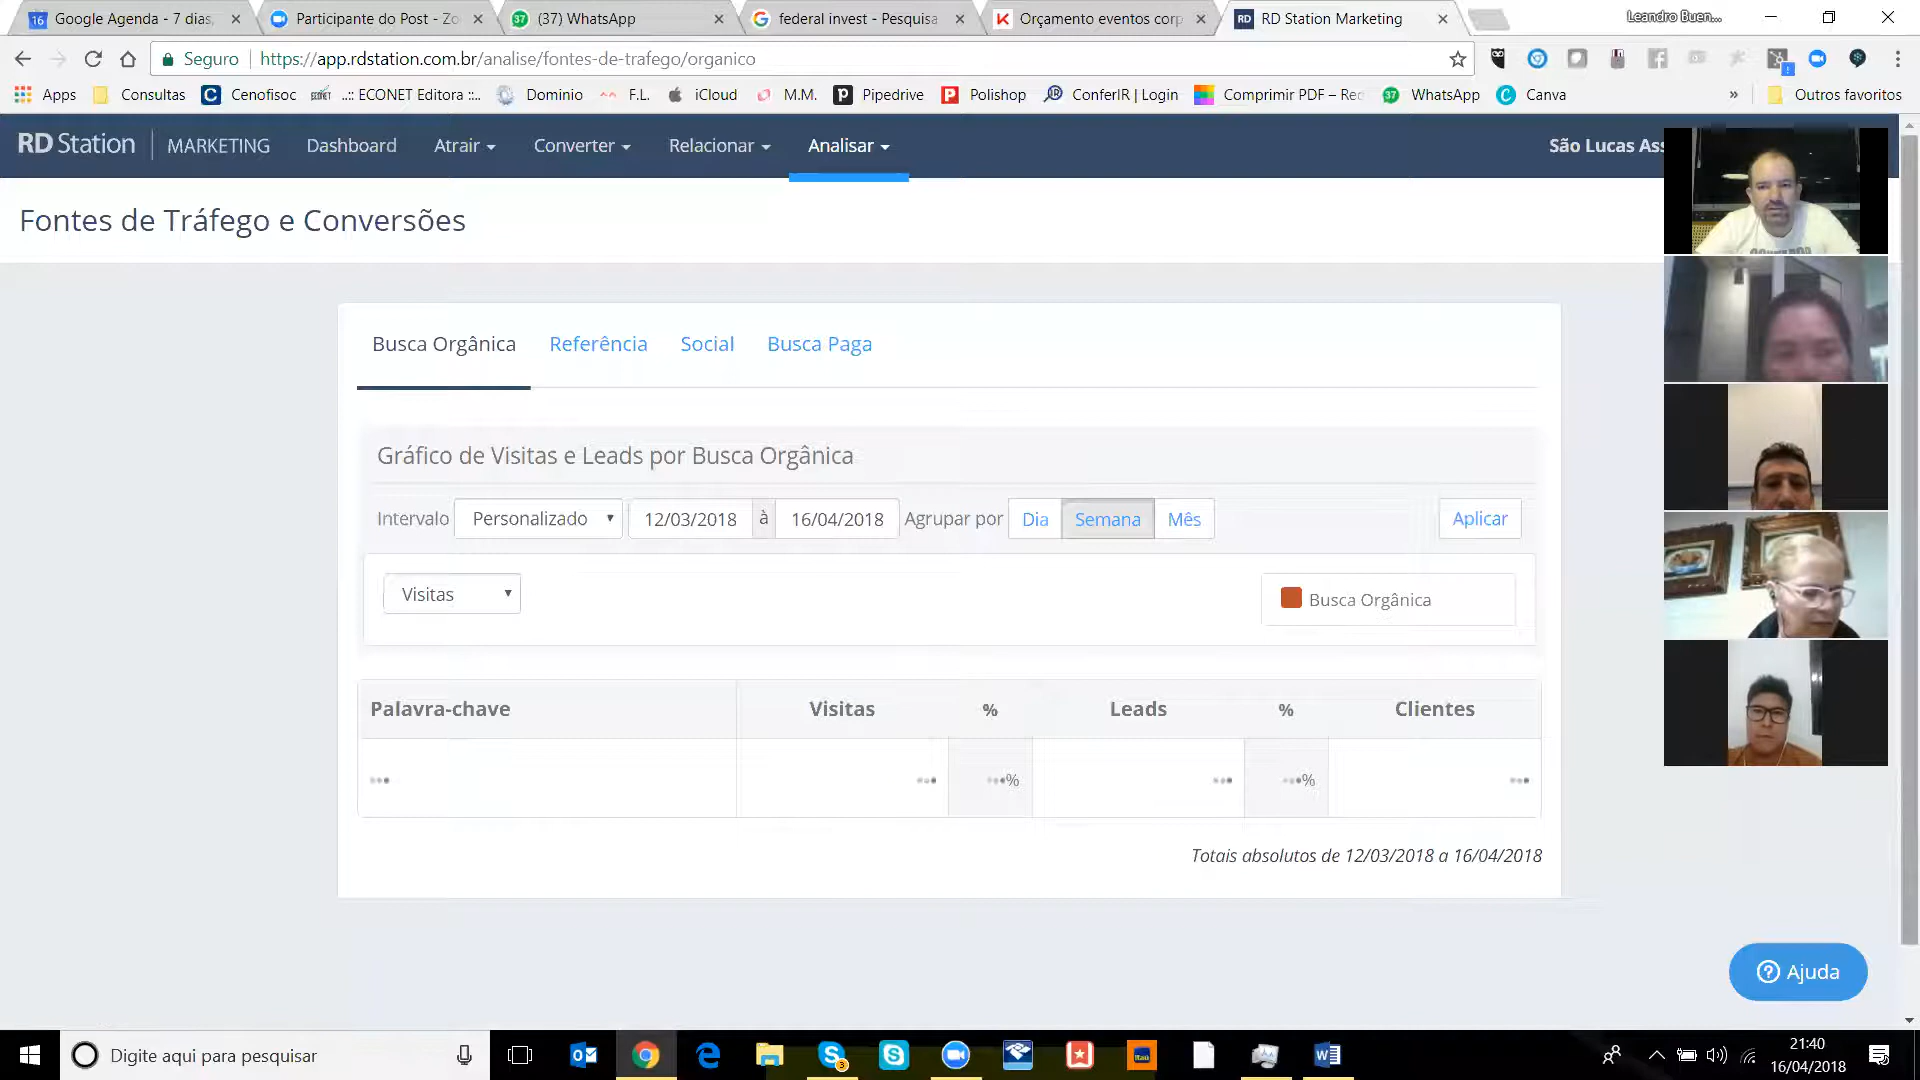 Google Agenda - 7 dias,
Participante do Post - Zo
(37) WhatsApp
federal invest - Pesquisa
Orçamento eventos corp
RD Station Marketing
Leandro Buen...
Seguro
https://app.rdstation.com.br/analise/fontes-de-trafego/organico
Apps
Consultas
Cenofisc
..:: ECONET Editora ::..
Dominio
F.L.
iCloud
M.M.
Pipedrive
Polishop
ConferIR | Login
Comprimir PDF – Red
37
WhatsApp
Canva
»
Outros favoritos
RD Station
MARKETING
Dashboard
Atrair
Converter
Relacionar
Analisar
São Lucas Ass
Fontes de Tráfego e Conversões
Busca Orgânica
Referência
Social
Busca Paga
Gráfico de Visitas e Leads por Busca Orgânica
Intervalo
Personalizado
12/03/2018
à
16/04/2018
Agrupar por
Dia
Semana
Mês
Aplicar
Visitas
Busca Orgânica
Palavra-chave
Visitas
%
Leads
%
Clientes
%
%
Totais absolutos de 12/03/2018 a 16/04/2018
Ajuda
Digite aqui para pesquisar
21:40
16/04/2018